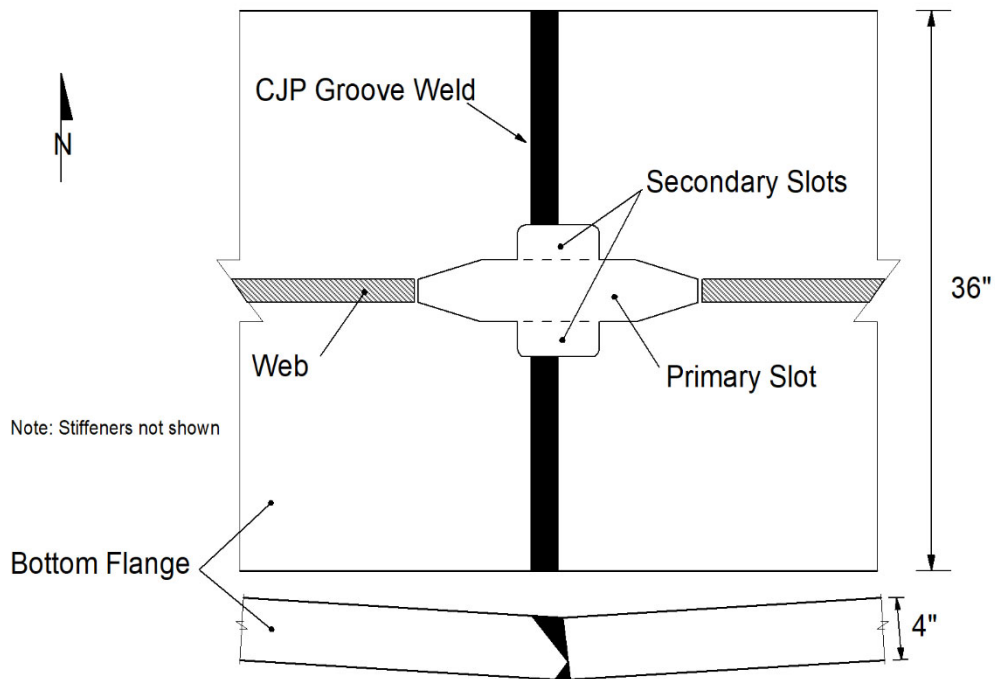 CJP Groove Weld
N
Secondary Slots
36"
Web
Primary Slot
Note: Stiffeners not shown
Bottom Flange
4"